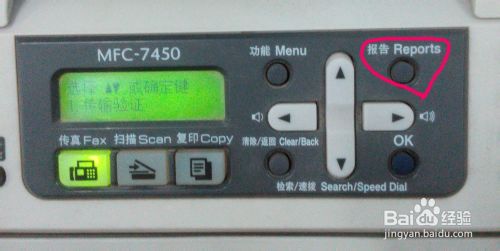 MFC-7450
功能 Menu
报告 Reports
选择 ▲▼ 或确定键
1.传输验证
传真 Fax 扫描 Scan 复印 Copy
清除/返回 Clear/Back
OK
检索/速拨 Search/Speed Dial
Baidu 经验
jingyan.baidu.com